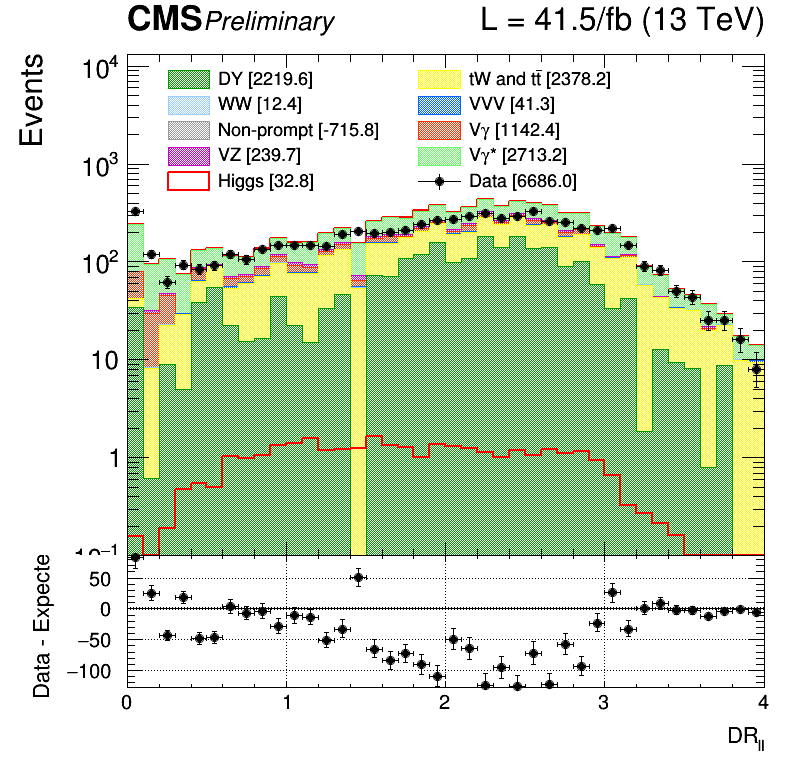 CMS Preliminary L = 41.5/fb (13 TeV)
Events
10⁴
10³
10²
10
1
DY [2219.6] tW and tt̄ [2378.2]
WW [12.4] VVV [41.3]
Non-prompt [-715.8] Vγ [1142.4]
VZ [239.7] Vγ* [2713.2]
Higgs [32.8] Data [6686.0]
Data - Expecte
50
0
−50
−100
0 1 2 3 4
DR_ll